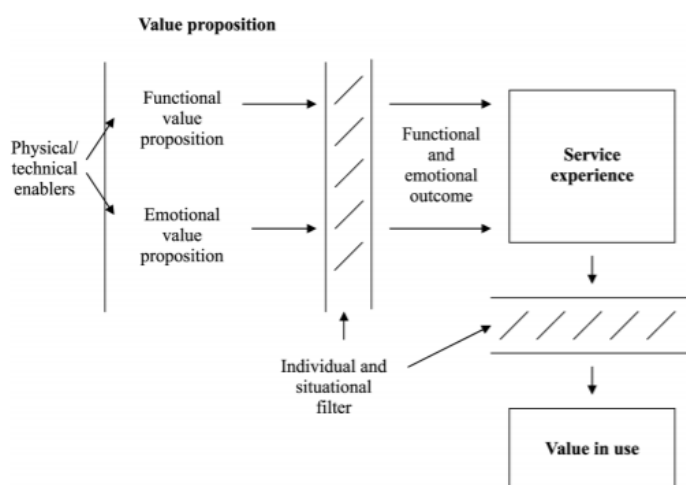 Value proposition
Functional
value
proposition
Physical/
technical
enablers
Emotional
value
proposition
Functional
and
emotional
outcome
Service
experience
Individual and
situational
filter
Value in use